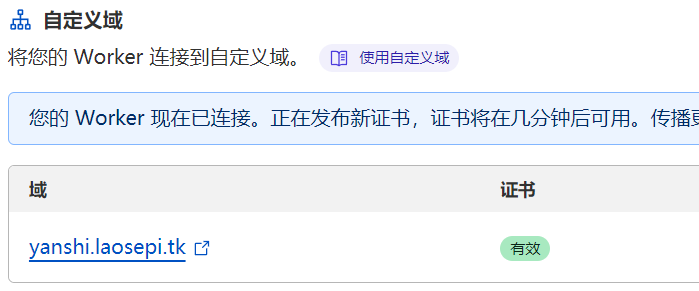 自定义域
将您的 Worker 连接到自定义域。 使用自定义域
您的 Worker 现在已连接。正在发布新证书，证书将在几分钟后可用。传播
域 证书
yanshi.laosepi.tk 有效